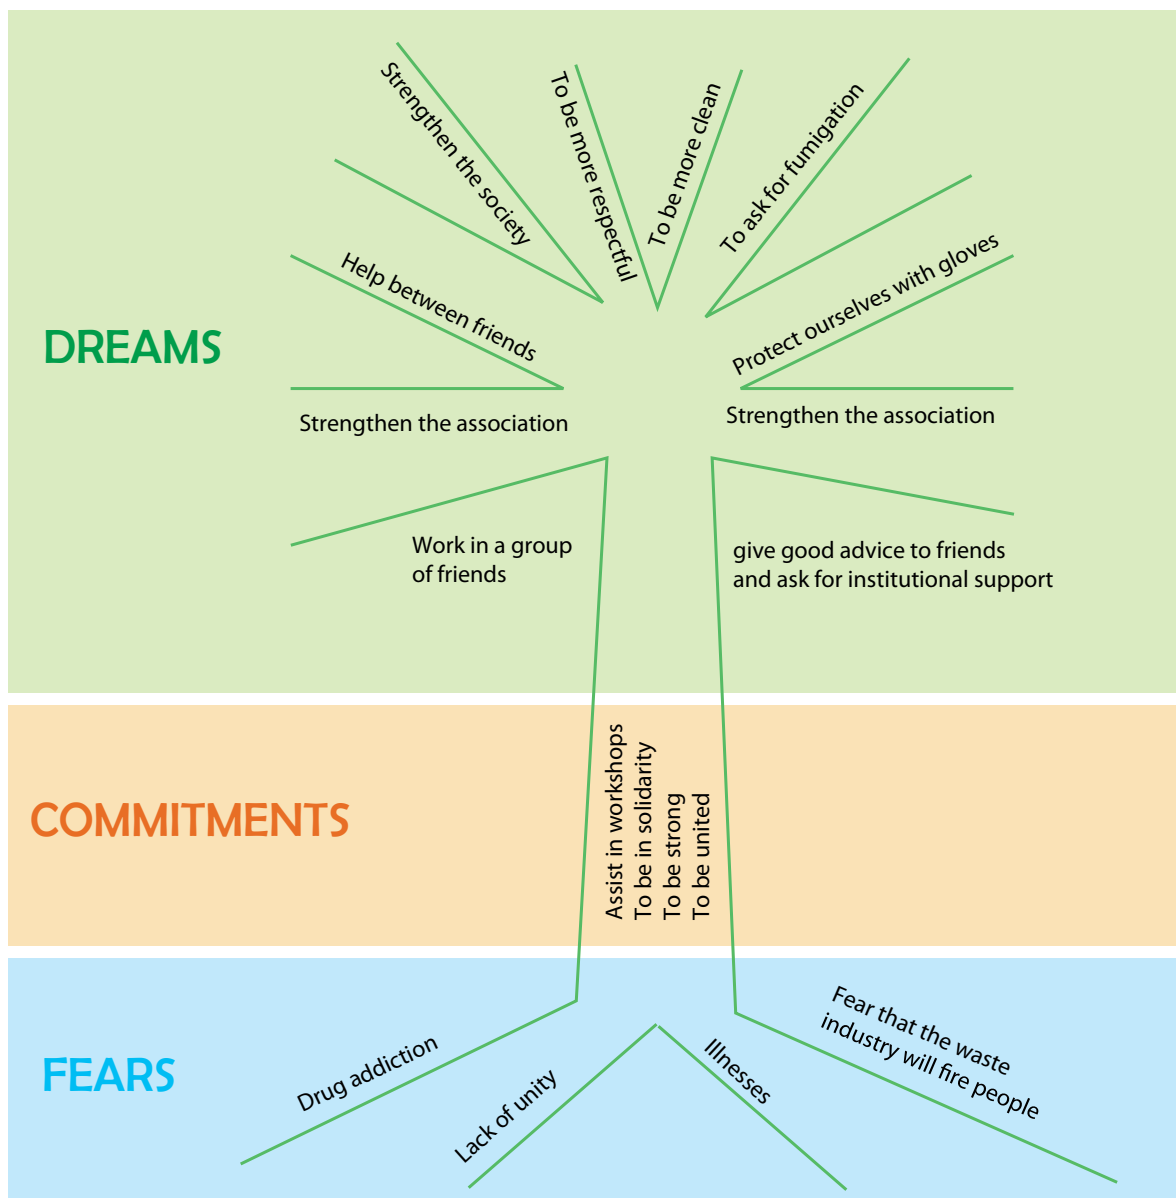 DREAMS
Strengthen the society
To be more respectful
To be more clean
To ask for fumigation
Help between friends
Protect ourselves with gloves
Strengthen the association
Strengthen the association
Work in a group
of friends
give good advice to friends
and ask for institutional support
COMMITMENTS
Assist in workshops
To be in solidarity
To be strong
To be united
FEARS
Drug addiction
Lack of unity
Illnesses
Fear that the waste
industry will fire people